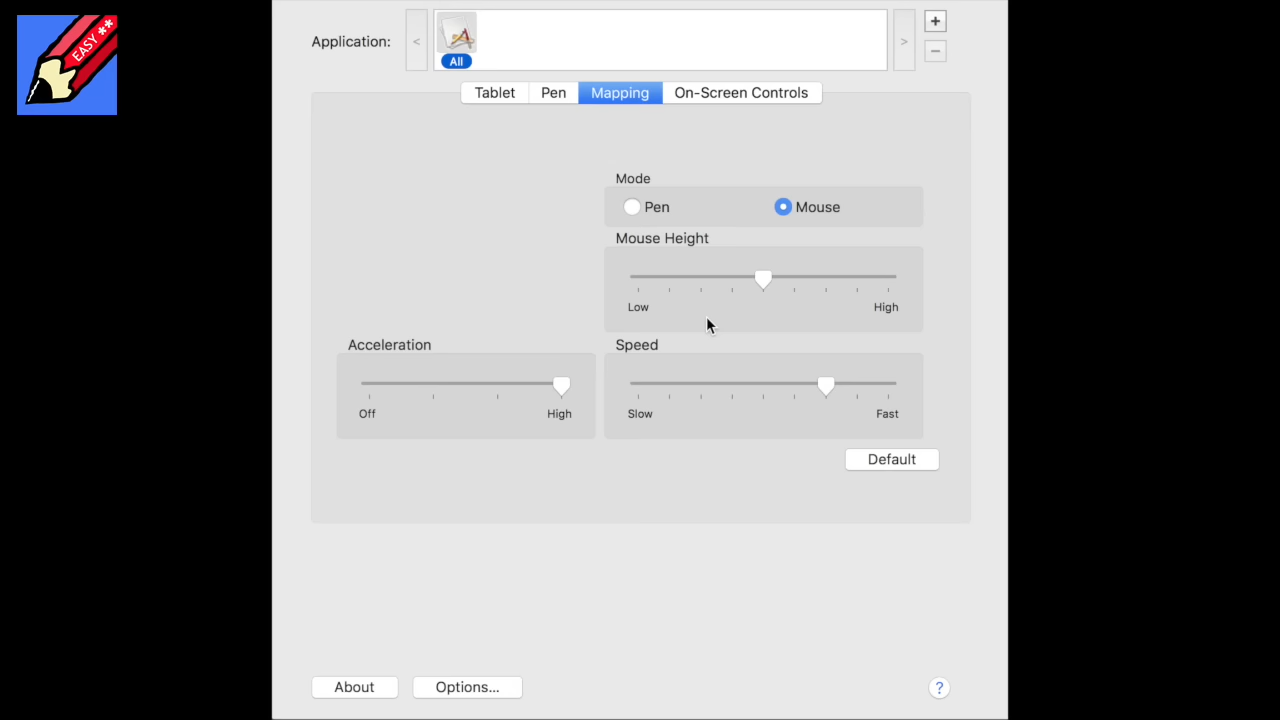 EASY **
Application:
<
>
+
−
All
Tablet
Pen
Mapping
On-Screen Controls
Mode
Pen
Mouse
Mouse Height
Low
High
Acceleration
Off
High
Speed
Slow
Fast
Default
About
Options...
?